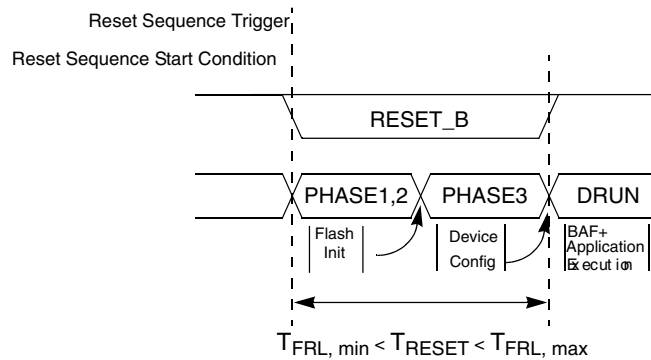 Reset Sequence Trigger
Reset Sequence Start Condition
RESET_B
PHASE1,2 PHASE3 DRUN
Flash
Init
Device
Config
BAF+
Application
Execution
TFRL, min < TRESET < TFRL, max